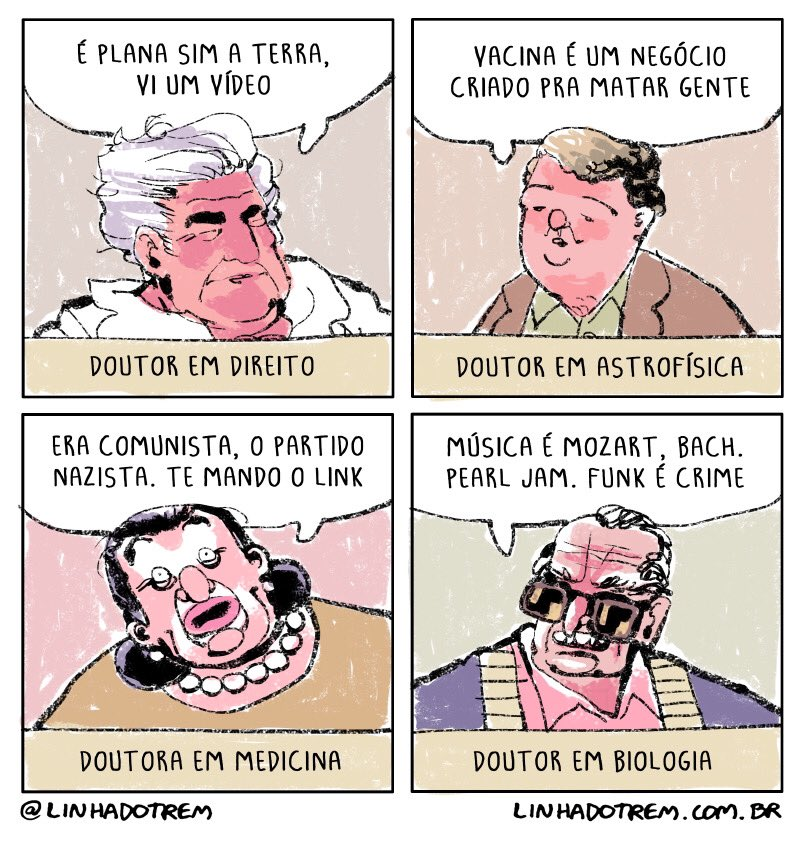 É PLANA SIM A TERRA,
VI UM VÍDEO
DOUTOR EM DIREITO
VACINA É UM NEGÓCIO
CRIADO PRA MATAR GENTE
DOUTOR EM ASTROFÍSICA
ERA COMUNISTA, O PARTIDO
NAZISTA. TE MANDO O LINK
DOUTORA EM MEDICINA
MÚSICA É MOZART, BACH.
PEARL JAM. FUNK É CRIME
DOUTOR EM BIOLOGIA
@LINHADOTREM
LINHADOTREM.COM.BR